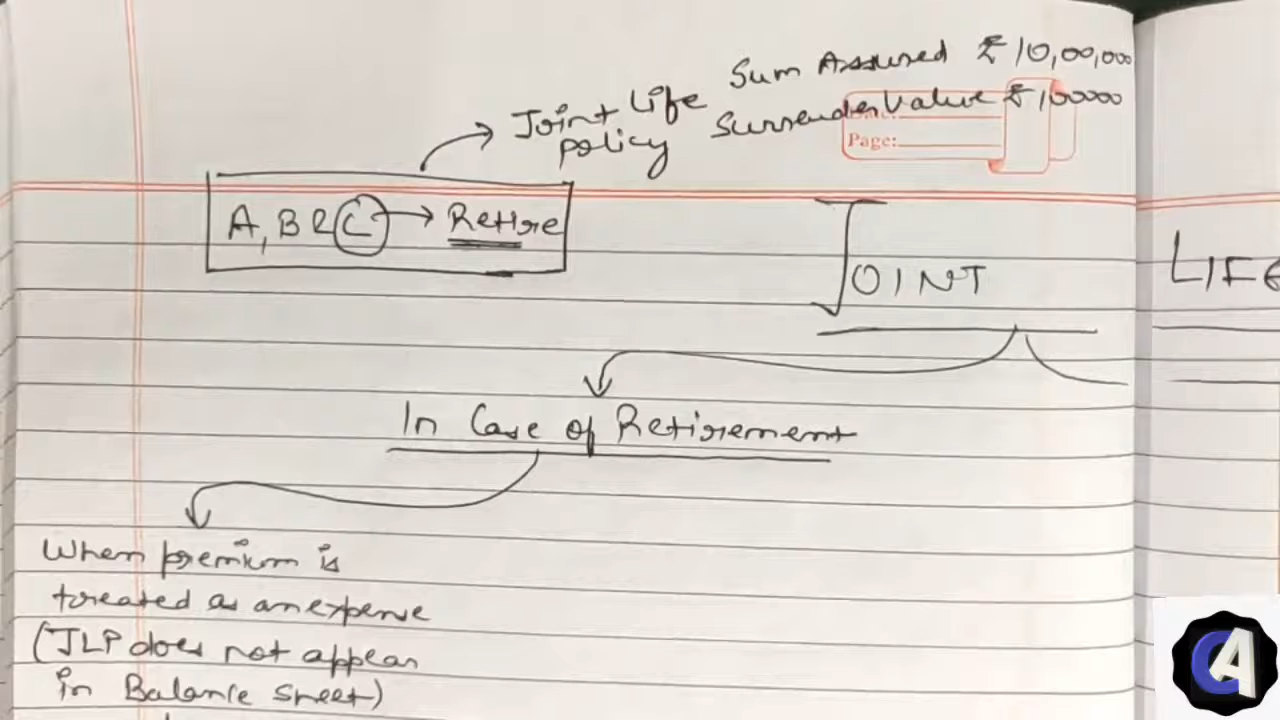 Joint Life Sum Assured ₹ 10,00,000
policy Surrender Value ₹ 100000
Page:
A, B & C → Retire
JOINT LIFE
In Case of Retirement
When premium is
treated as an expense
(JLP does not appear
in Balance sheet)
CA